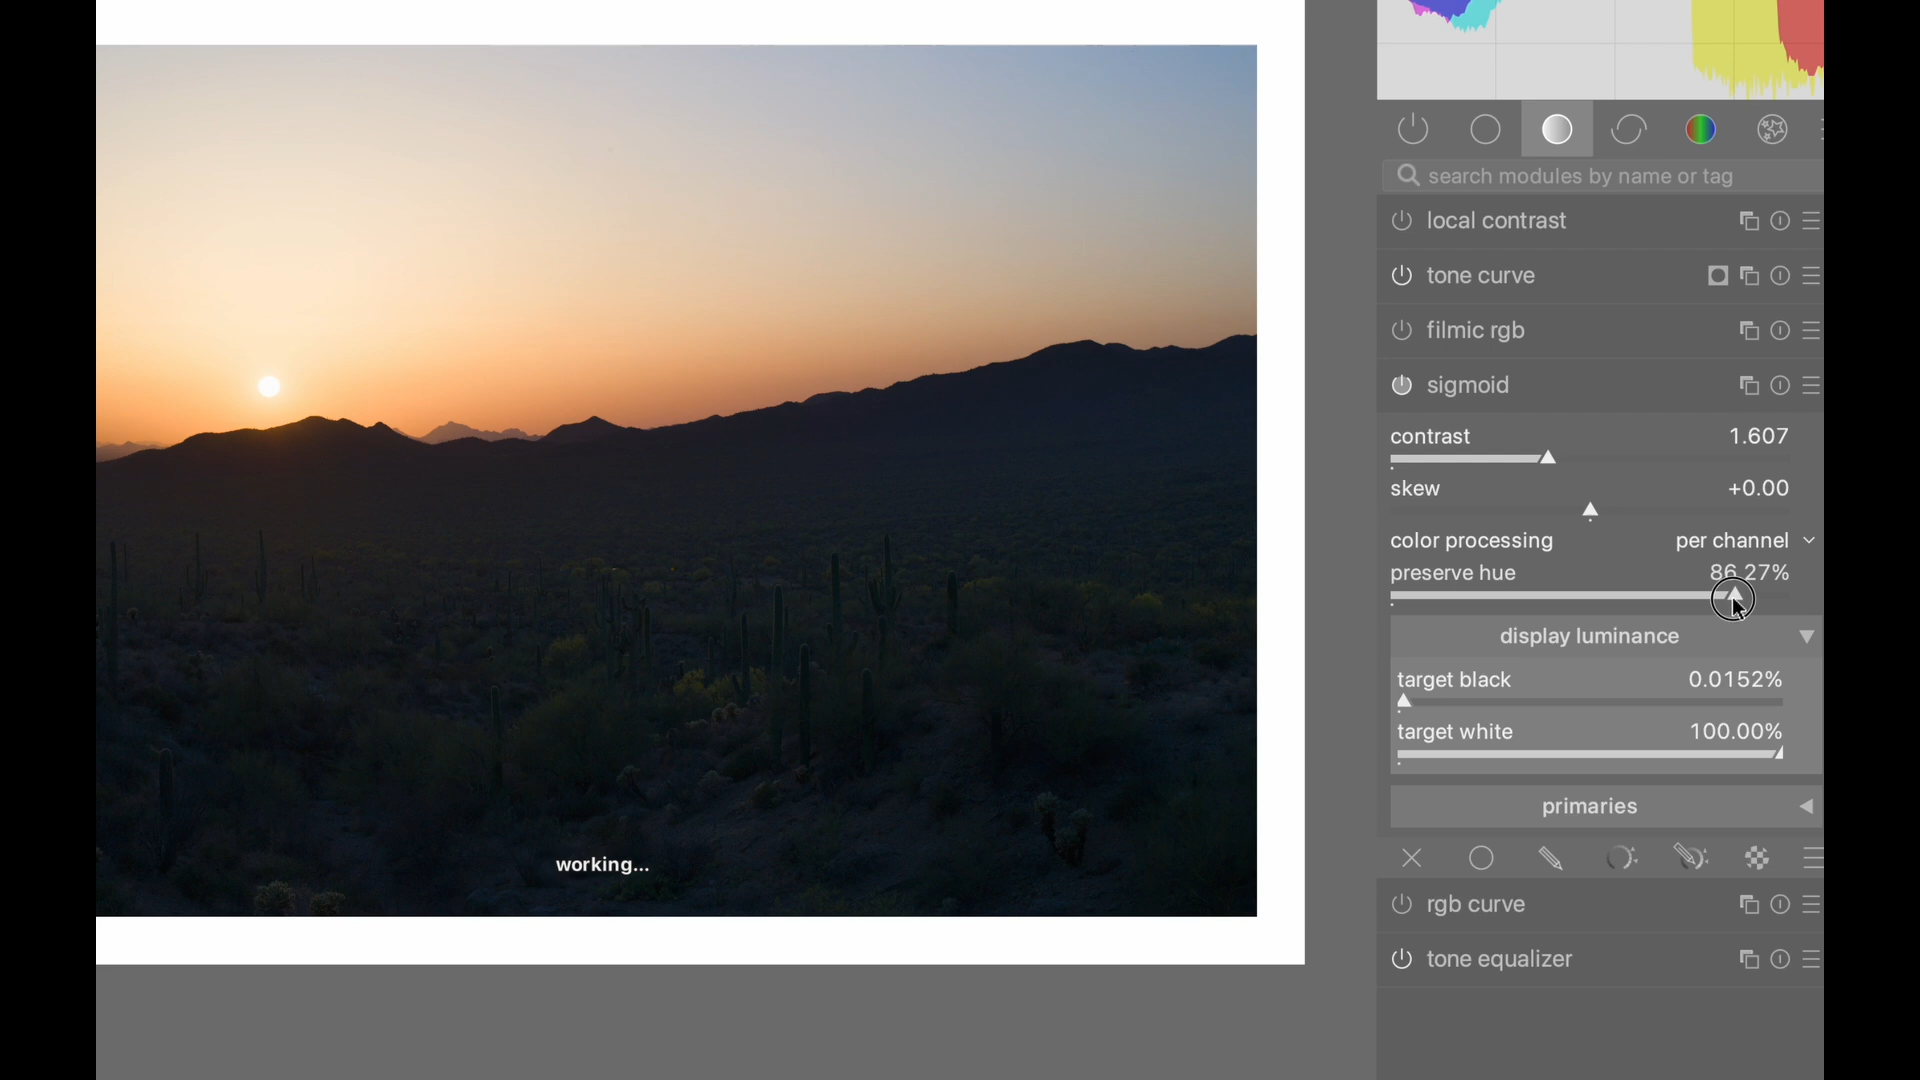 search modules by name or tag
local contrast
tone curve
filmic rgb
sigmoid
contrast 1.607
skew +0.00
color processing per channel
preserve hue 86.27%
display luminance
target black 0.0152%
target white 100.00%
primaries
rgb curve
tone equalizer
working...